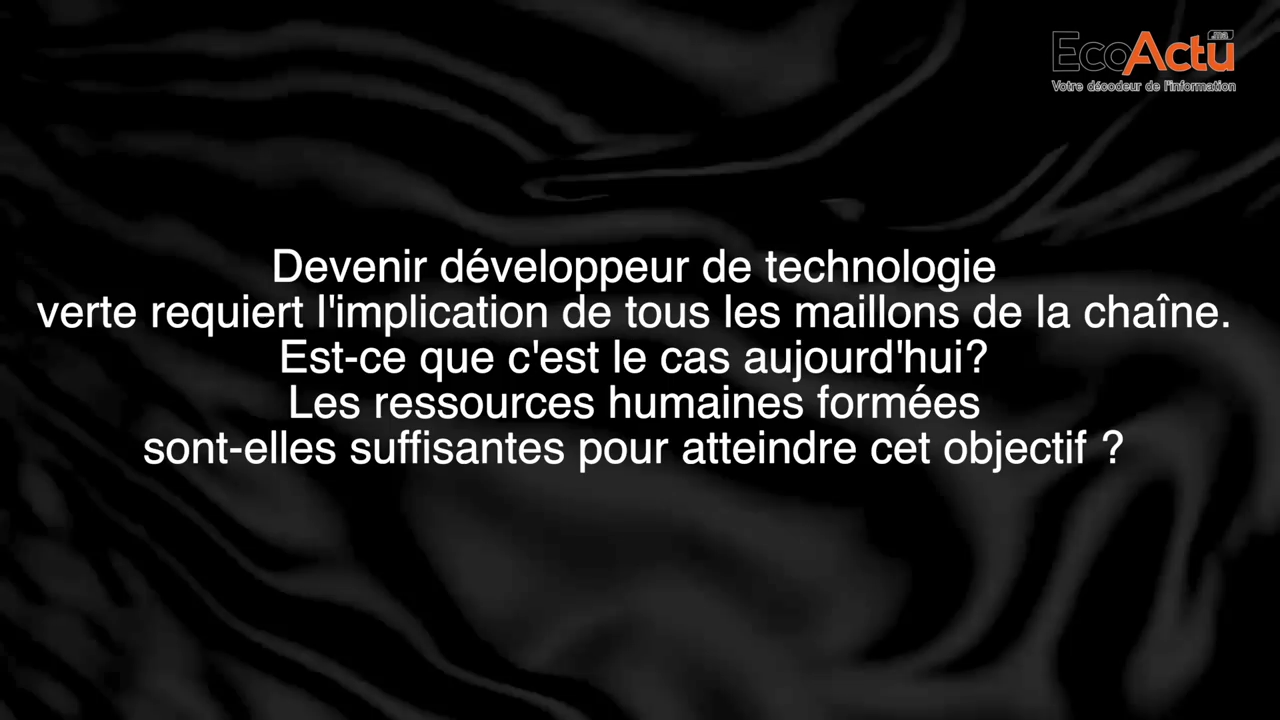 EcoActu
.ma
Votre décodeur de l'information
Devenir développeur de technologie
verte requiert l'implication de tous les maillons de la chaîne.
Est-ce que c'est le cas aujourd'hui?
Les ressources humaines formées
sont-elles suffisantes pour atteindre cet objectif ?